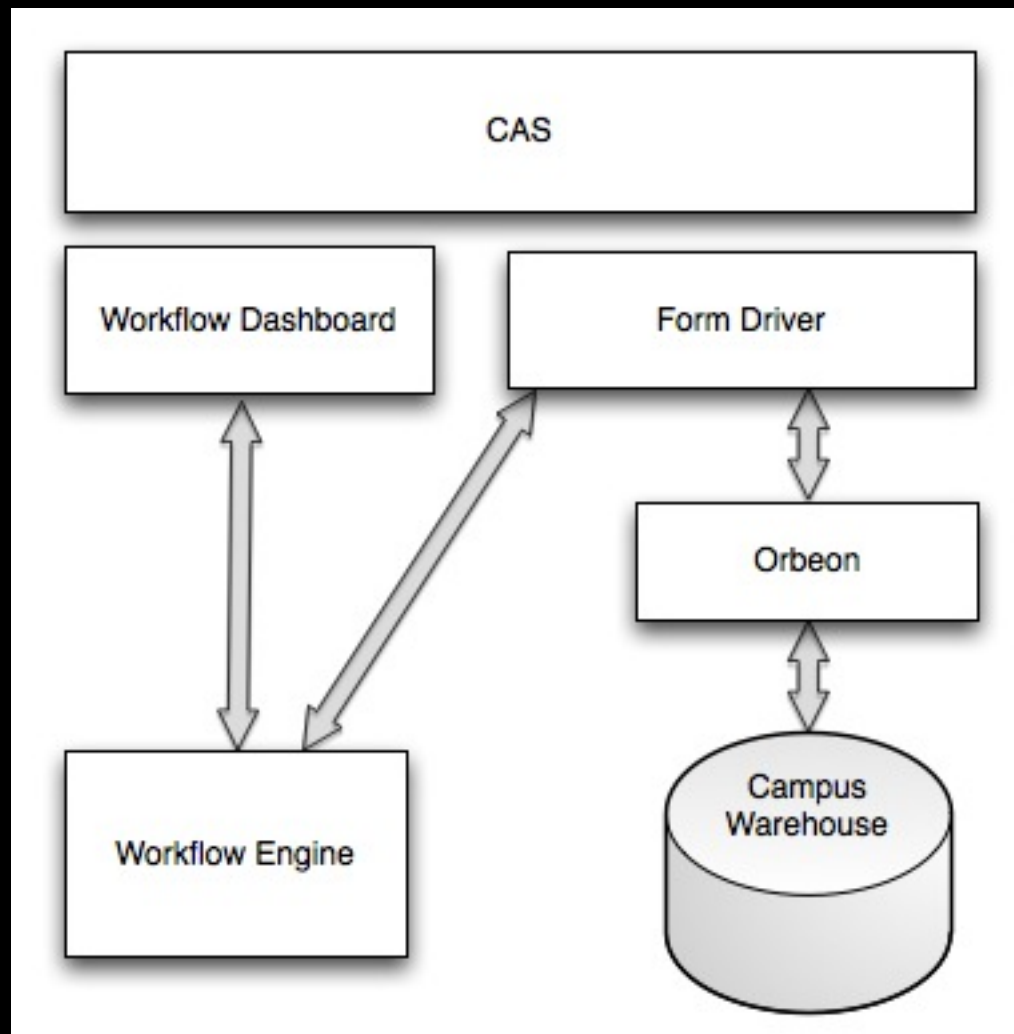 CAS
Workflow Dashboard
Form Driver
Orbeon
Campus
Warehouse
Workflow Engine